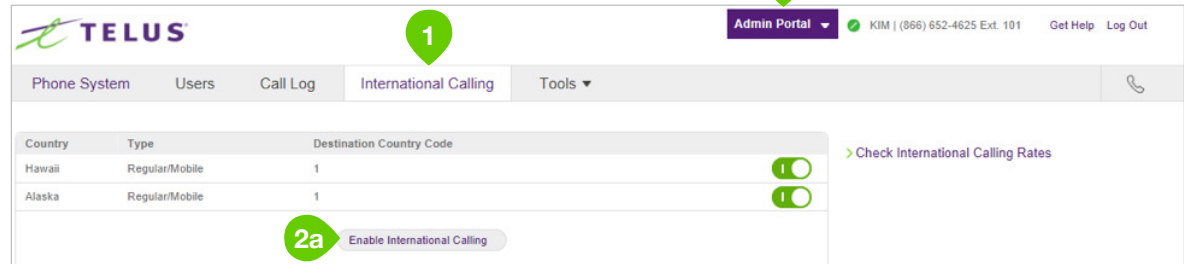 TELUS
1
Admin Portal
KIM | (866) 652-4625 Ext. 101
Get Help
Log Out
Phone System
Users
Call Log
International Calling
Tools
Country Type Destination Country Code
Hawaii Regular/Mobile 1
Alaska Regular/Mobile 1
> Check International Calling Rates
2a
Enable International Calling